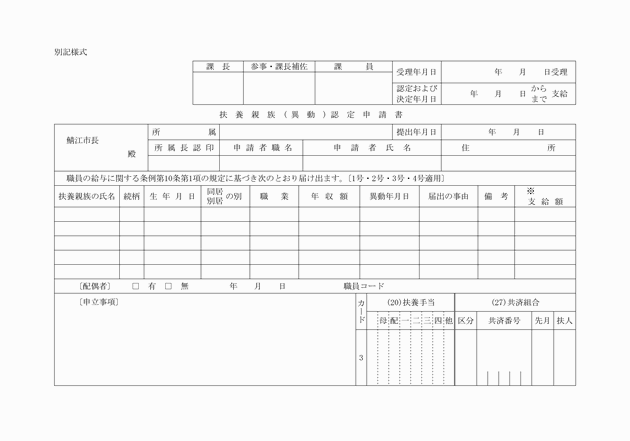 別記様式
課　長　参事・課長補佐　課　　員　受理年月日　年　月　日受理
認定および決定年月日　年　月　日　から　まで　支給
扶　養　親　族　（　異　動　）認　定　申　請　書
鯖江市長　殿
所　　属　提出年月日　年　月　日
所属長認印　申請者職名　申　請　者　氏　名　住　　所
職員の給与に関する条例第10条第1項の規定に基づき次のとおり届け出ます。〔1号・2号・3号・4号適用〕
扶養親族の氏名　続柄　生　年　月　日　同居別居の別　職　業　年　収　額　異動年月日　届出の事由　備　考　※支　給　額
〔配偶者〕　□　有　□　無　年　月　日　職員コード
〔申立事項〕　カード　(20)扶養手当　(27)共済組合
母　配　一　二　三　四　他　区分　共済番号　先月　扶人
3